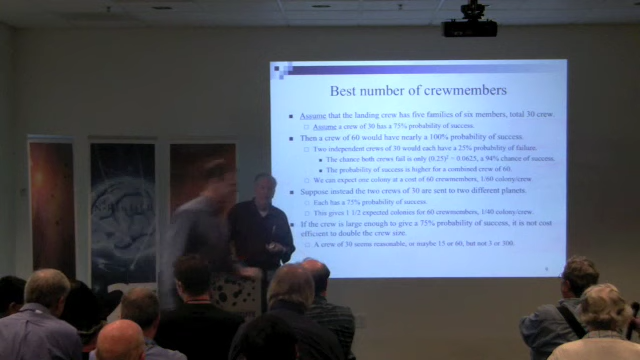 Best number of crewmembers
Assume that the landing crew has five families of six members, total 30 crew.
Assume a crew of 30 has a 75% probability of success.
Then a crew of 60 would have nearly a 100% probability of success.
Two independent crews of 30 would each have a 25% probability of failure.
The chance both crews fail is only (0.25)² = 0.0625, a 94% chance of success.
The probability of success is higher for a combined crew of 60.
We can expect one colony at a cost of 60 crewmembers, 1/60 colony/crew.
Suppose instead the two crews of 30 are sent to two different planets.
Each has a 75% probability of success.
This gives 1 1/2 expected colonies for 60 crewmembers, 1/40 colony/crew.
If the crew is large enough to give a 75% probability of success, it is not cost
efficient to double the crew size.
A crew of 30 seems reasonable, or maybe 15 or 60, but not 3 or 300.